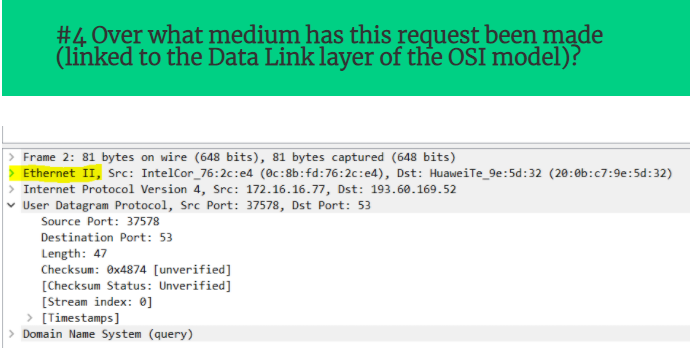 #4 Over what medium has this request been made
(linked to the Data Link layer of the OSI model)?
> Frame 2: 81 bytes on wire (648 bits), 81 bytes captured (648 bits)
> Ethernet II, Src: IntelCor_76:2c:e4 (0c:8b:fd:76:2c:e4), Dst: HuaweiTe_9e:5d:32 (20:0b:c7:9e:5d:32)
> Internet Protocol Version 4, Src: 172.16.16.77, Dst: 193.60.169.52
User Datagram Protocol, Src Port: 37578, Dst Port: 53
Source Port: 37578
Destination Port: 53
Length: 47
Checksum: 0x4874 [unverified]
[Checksum Status: Unverified]
[Stream index: 0]
> [Timestamps]
> Domain Name System (query)